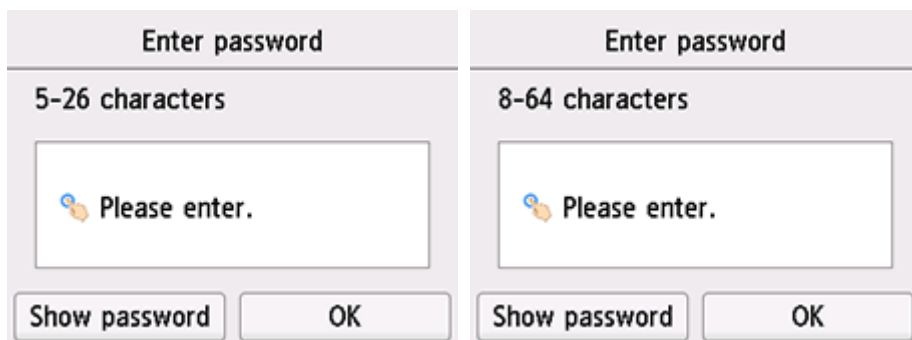 Enter password
5-26 characters
Please enter.
Show password
OK
Enter password
8-64 characters
Please enter.
Show password
OK